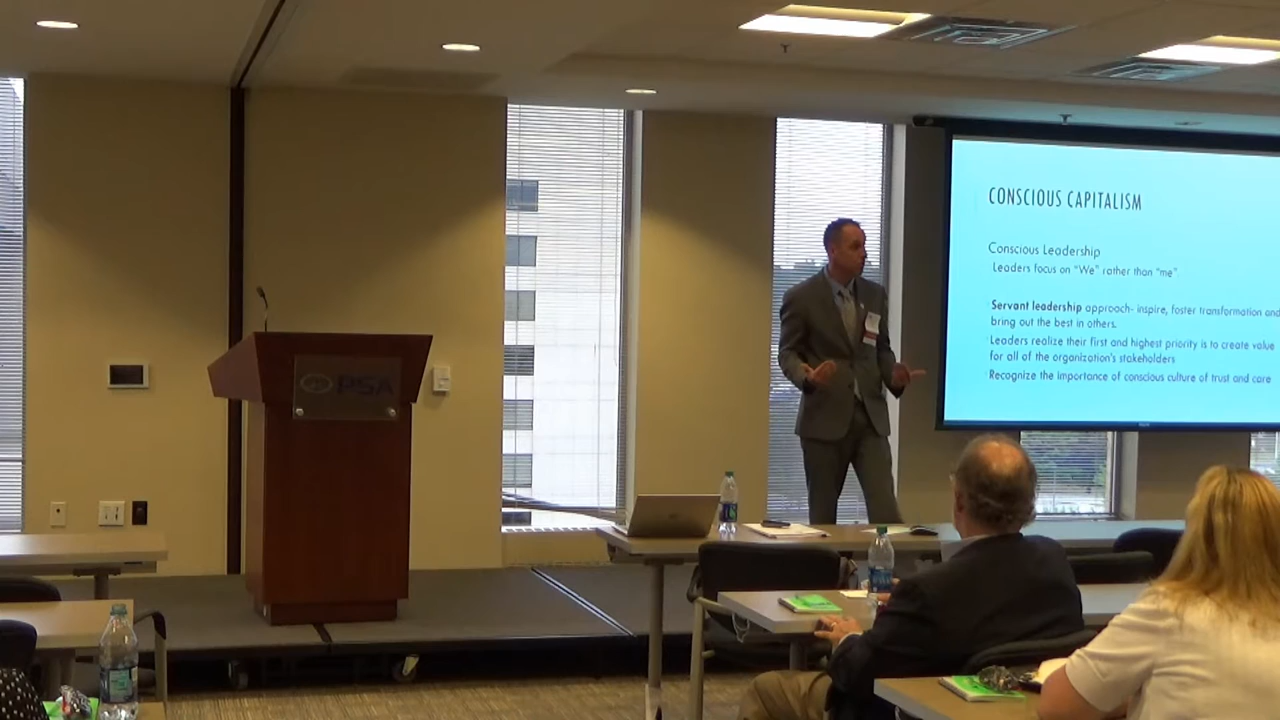 CONSCIOUS CAPITALISM
Conscious Leadership
Leaders focus on "We" rather than "me"
Servant leadership approach- inspire, foster transformation and
bring out the best in others.
Leaders realize their first and highest priority is to create value
for all of the organization's stakeholders
Recognize the importance of conscious culture of trust and care
PSA